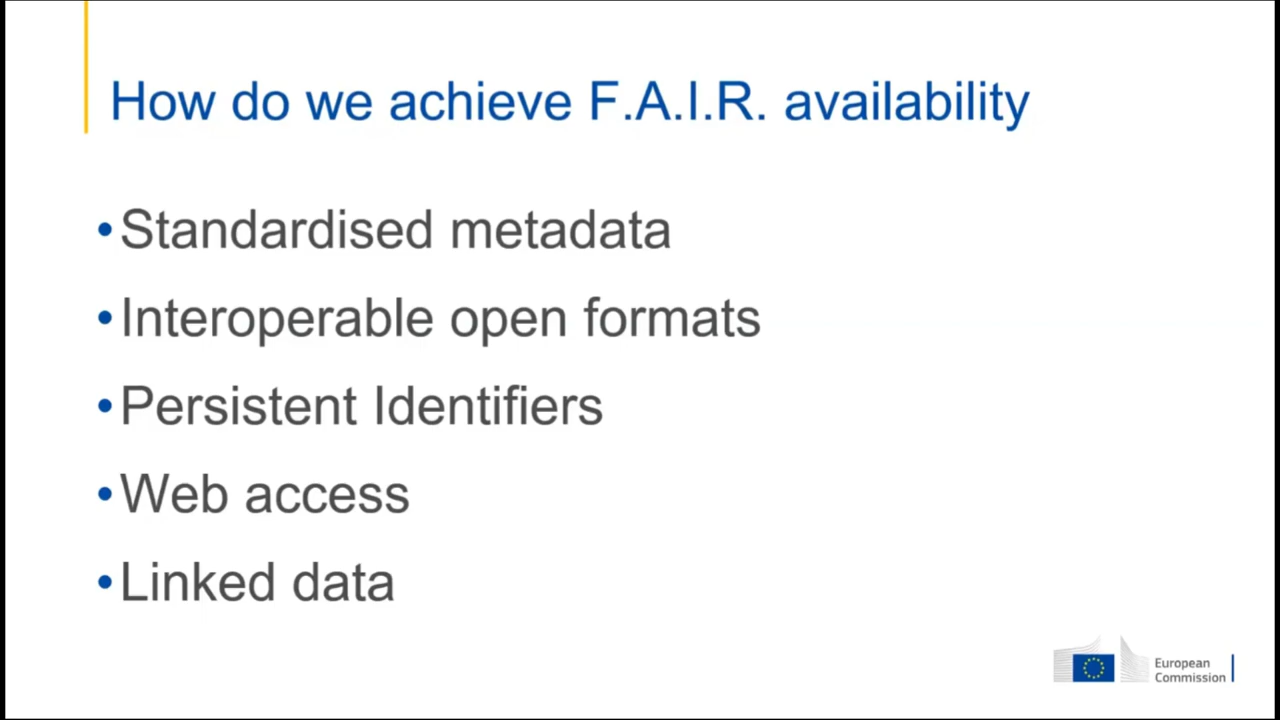 How do we achieve F.A.I.R. availability
•Standardised metadata
•Interoperable open formats
•Persistent Identifiers
•Web access
•Linked data
European
Commission